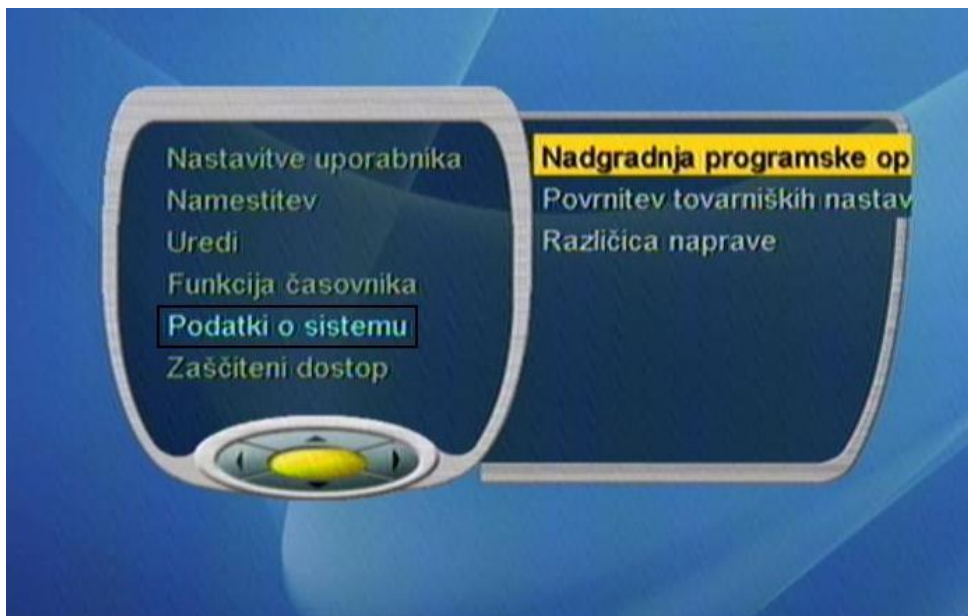 Nastavitve uporabnika
Namestitev
Uredi
Funkcija časovnika
Podatki o sistemu
Zaščiteni dostop
Nadgradnja programske op
Povrnitev tovarniških nastav
Različica naprave